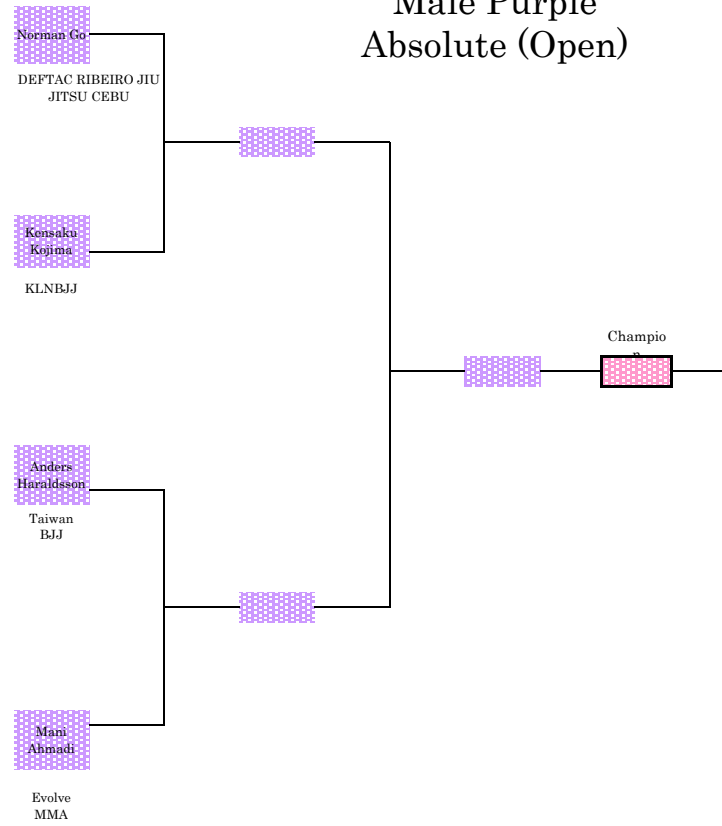 Male Purple
Absolute (Open)
Norman Go
DEFTAC RIBEIRO JIU
JITSU CEBU
Kensaku
Kojima
KLNBJJ
Champio
n
Anders
Haraldsson
Taiwan
BJJ
Mani
Ahmadi
Evolve
MMA